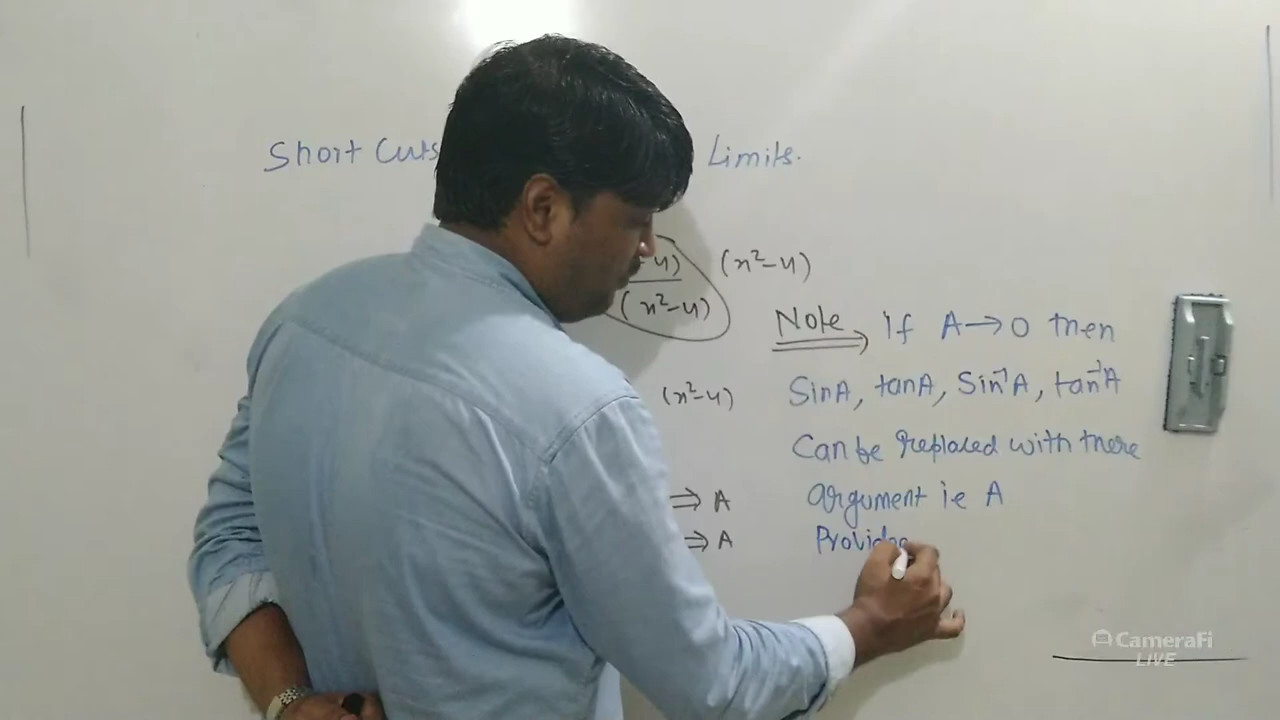 Short Cuts Limits.
4) (x²-4)
(x²-4)
Note if A→0 then
(x²-4) SinA, tanA, Sin⁻¹A, tan⁻¹A
Can be replaced with there
⇒ A argument ie A
⇒ A Provide
CameraFi
LIVE